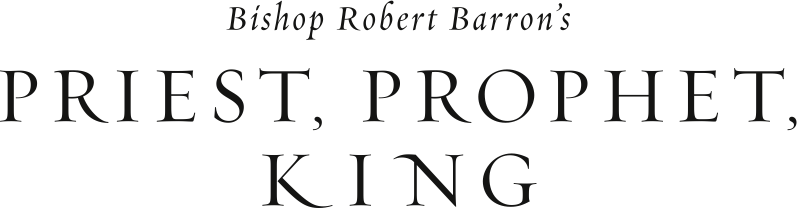 Bishop Robert Barron's
PRIEST, PROPHET,
KING